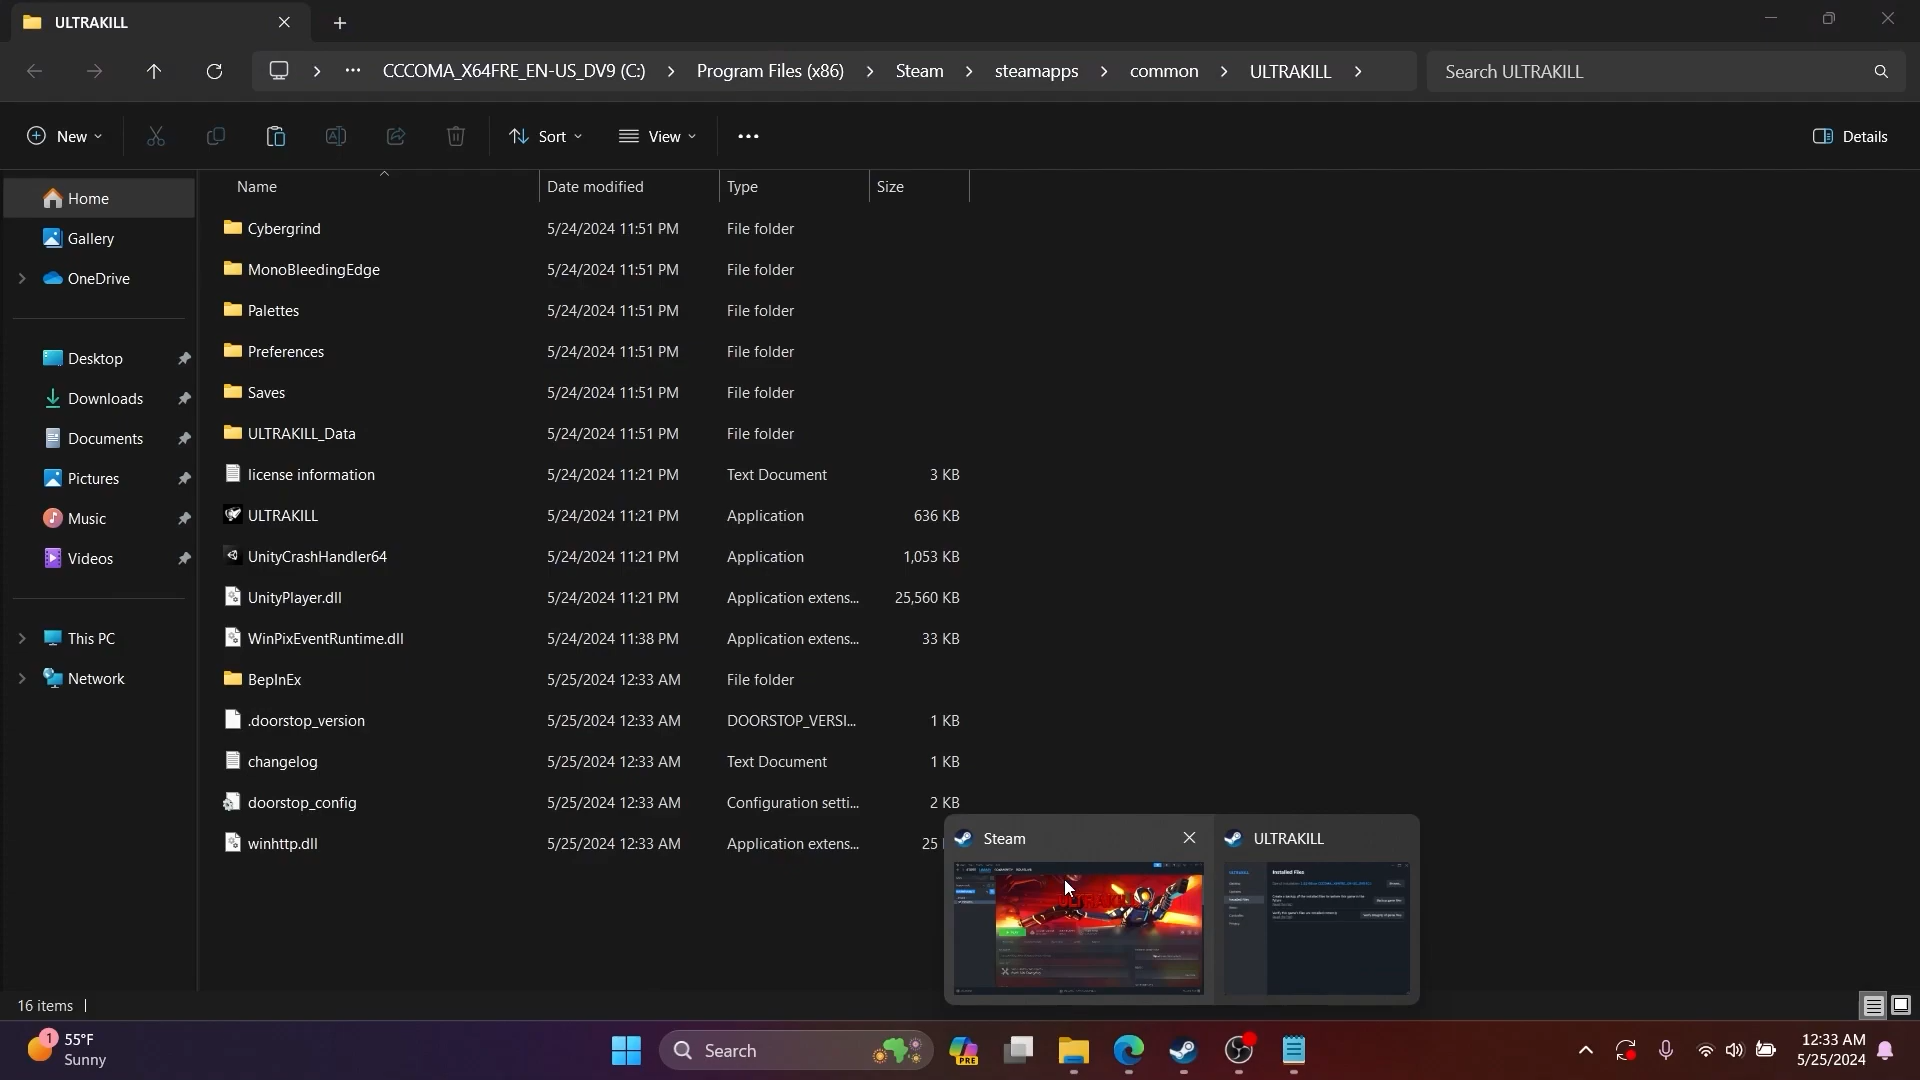 ULTRAKILL
CCCOMA_X64FRE_EN-US_DV9 (C:) Program Files (x86) Steam steamapps common ULTRAKILL
Search ULTRAKILL
New Sort View Details
Name Date modified Type Size
Home
Gallery
OneDrive
Desktop
Downloads
Documents
Pictures
Music
Videos
This PC
Network
Cybergrind 5/24/2024 11:51 PM File folder
MonoBleedingEdge 5/24/2024 11:51 PM File folder
Palettes 5/24/2024 11:51 PM File folder
Preferences 5/24/2024 11:51 PM File folder
Saves 5/24/2024 11:51 PM File folder
ULTRAKILL_Data 5/24/2024 11:51 PM File folder
license information 5/24/2024 11:21 PM Text Document 3 KB
ULTRAKILL 5/24/2024 11:21 PM Application 636 KB
UnityCrashHandler64 5/24/2024 11:21 PM Application 1,053 KB
UnityPlayer.dll 5/24/2024 11:21 PM Application extens... 25,560 KB
WinPixEventRuntime.dll 5/24/2024 11:38 PM Application extens... 33 KB
BepInEx 5/25/2024 12:33 AM File folder
.doorstop_version 5/25/2024 12:33 AM DOORSTOP_VERSI... 1 KB
changelog 5/25/2024 12:33 AM Text Document 1 KB
doorstop_config 5/25/2024 12:33 AM Configuration setti... 2 KB
winhttp.dll 5/25/2024 12:33 AM Application extens... 25
Steam
ULTRAKILL
ULTRAKILL
Installed Files
16 items
1
55°F
Sunny
Search
PRE
12:33 AM
5/25/2024